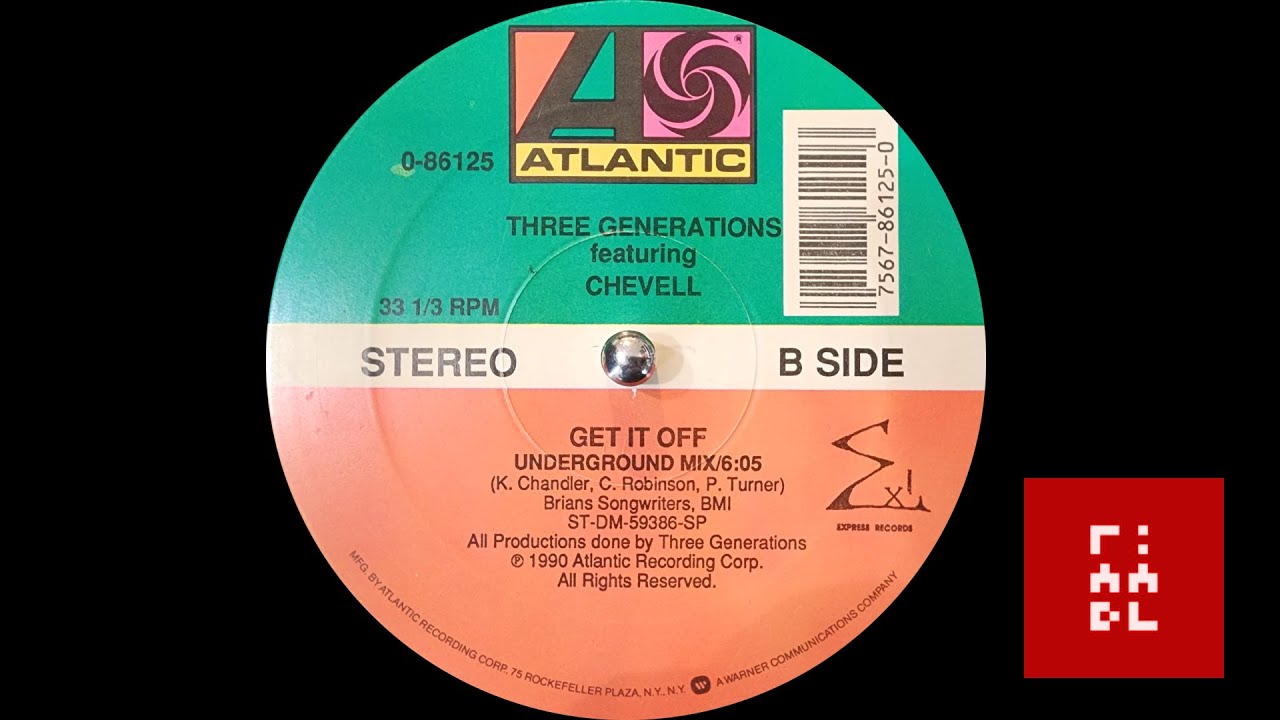 ATLANTIC
0-86125
7567-86125-0
THREE GENERATIONS
featuring
CHEVELL
33 1/3 RPM
STEREO
B SIDE
GET IT OFF
UNDERGROUND MIX/6:05
(K. Chandler, C. Robinson, P. Turner)
Brians Songwriters, BMI
ST-DM-59386-SP
All Productions done by Three Generations
℗ 1990 Atlantic Recording Corp.
All Rights Reserved.
EXPRESS RECORDS
MFG. BY ATLANTIC RECORDING CORP., 75 ROCKEFELLER PLAZA, N.Y., N.Y. A WARNER COMMUNICATIONS COMPANY